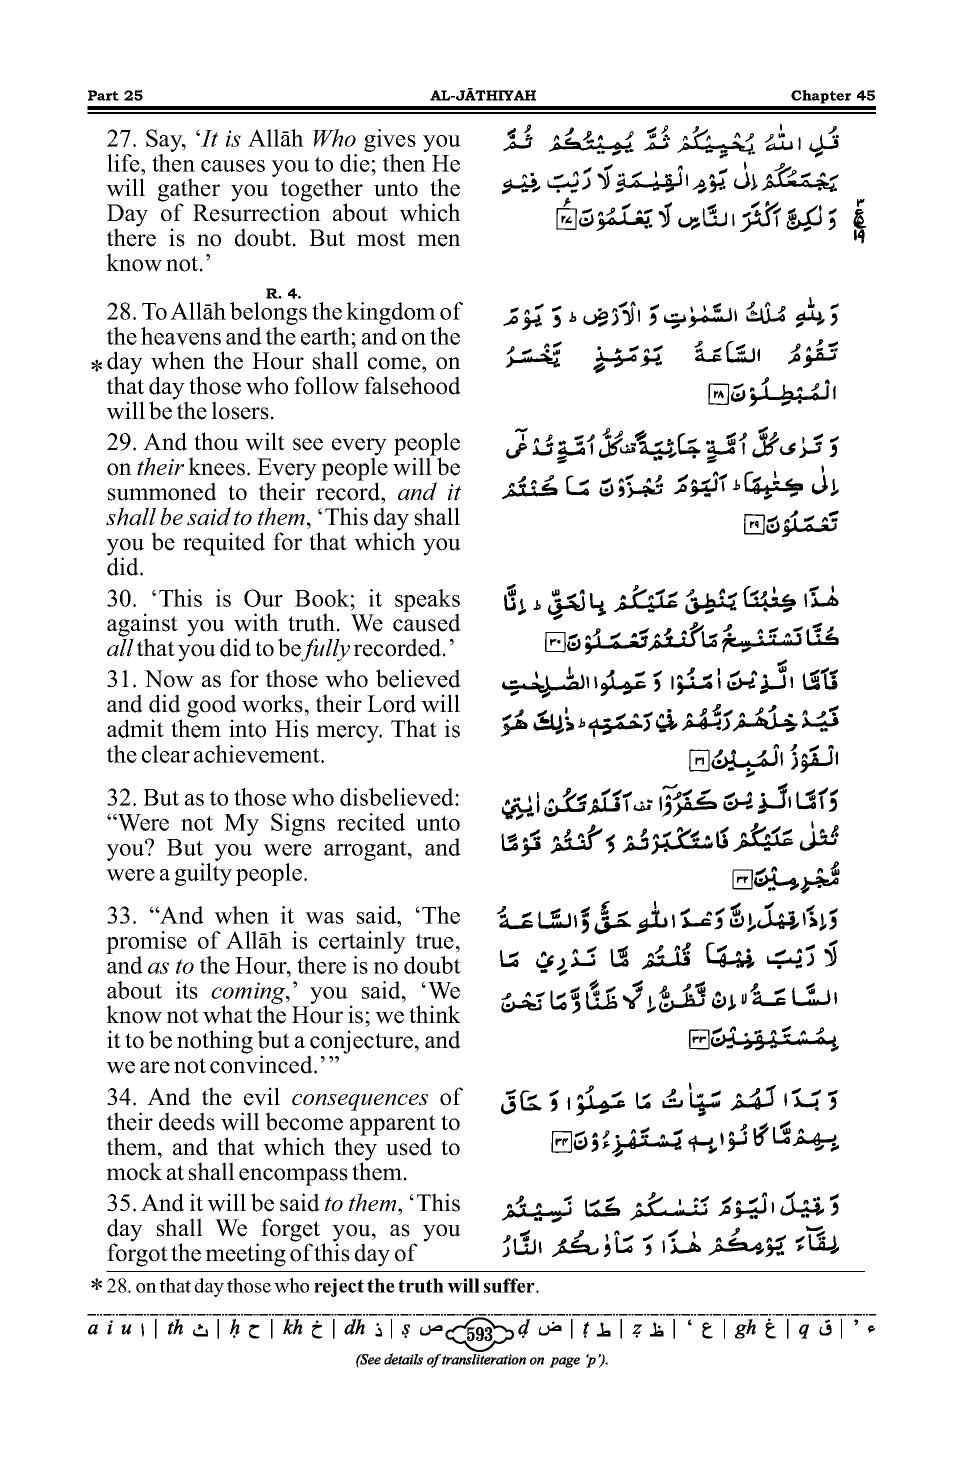 Part 25 AL-JĀTHIYAH Chapter 45
27. Say, ‘It is Allāh Who gives you
life, then causes you to die; then He
will gather you together unto the
Day of Resurrection about which
there is no doubt. But most men
know not.’
قُلِ اللّٰهُ يُحْيِيْكُمْ ثُمَّ يُمِيْتُكُمْ ثُمَّ
يَجْمَعُكُمْ اِلٰى يَوْمِ الْقِيٰمَةِ لَا رَيْبَ فِيْهِ
وَ لٰكِنَّ اَكْثَرَ النَّاسِ لَا يَعْلَمُوْنَ ۲۷
ع ۳ ۱۹
R. 4.
28. To Allāh belongs the kingdom of
the heavens and the earth; and on the
* day when the Hour shall come, on
that day those who follow falsehood
will be the losers.
وَ لِلّٰهِ مُلْكُ السَّمٰوٰتِ وَ الْاَرْضِ ؕ وَ يَوْمَ
تَقُوْمُ السَّاعَةُ يَوْمَئِذٍ يَّخْسَرُ
الْمُبْطِلُوْنَ ۲۸
29. And thou wilt see every people
on their knees. Every people will be
summoned to their record, and it
shall be said to them, ‘This day shall
you be requited for that which you
did.
وَ تَرٰى كُلَّ اُمَّةٍ جَاثِيَةً ۟ كُلُّ اُمَّةٍ تُدْعٰۤى
اِلٰى كِتٰبِهَا ؕ اَلْيَوْمَ تُجْزَوْنَ مَا كُنْتُمْ
تَعْمَلُوْنَ ۲۹
30. ‘This is Our Book; it speaks
against you with truth. We caused
all that you did to be fully recorded.’
هٰذَا كِتٰبُنَا يَنْطِقُ عَلَيْكُمْ بِالْحَقِّ ؕ اِنَّا
كُنَّا نَسْتَنْسِخُ مَا كُنْتُمْ تَعْمَلُوْنَ ۳۰
31. Now as for those who believed
and did good works, their Lord will
admit them into His mercy. That is
the clear achievement.
فَاَمَّا الَّذِيْنَ اٰمَنُوْا وَ عَمِلُوا الصّٰلِحٰتِ
فَيُدْخِلُهُمْ رَبُّهُمْ فِيْ رَحْمَتِهٖ ؕ ذٰلِكَ هُوَ
الْفَوْزُ الْمُبِيْنُ ۳۱
32. But as to those who disbelieved:
“Were not My Signs recited unto
you? But you were arrogant, and
were a guilty people.
وَ اَمَّا الَّذِيْنَ كَفَرُوْۤا ۟ اَفَلَمْ تَكُنْ اٰيٰتِيْ
تُتْلٰى عَلَيْكُمْ فَاسْتَكْبَرْتُمْ وَ كُنْتُمْ قَوْمًا
مُّجْرِمِيْنَ ۳۲
33. “And when it was said, ‘The
promise of Allāh is certainly true,
and as to the Hour, there is no doubt
about its coming,’ you said, ‘We
know not what the Hour is; we think
it to be nothing but a conjecture, and
we are not convinced.’”
وَ اِذَا قِيْلَ اِنَّ وَعْدَ اللّٰهِ حَقٌّ وَّ السَّاعَةُ
لَا رَيْبَ فِيْهَا قُلْتُمْ مَّا نَدْرِيْ مَا
السَّاعَةُ ۙ اِنْ نَّظُنُّ اِلَّا ظَنًّا وَّ مَا نَحْنُ
بِمُسْتَيْقِنِيْنَ ۳۳
34. And the evil consequences of
their deeds will become apparent to
them, and that which they used to
mock at shall encompass them.
وَ بَدَا لَهُمْ سَيِّاٰتُ مَا عَمِلُوْا وَ حَاقَ
بِهِمْ مَّا كَانُوْا بِهٖ يَسْتَهْزِءُوْنَ ۳۴
35. And it will be said to them, ‘This
day shall We forget you, as you
forgot the meeting of this day of
وَ قِيْلَ الْيَوْمَ نَنْسٰىكُمْ كَمَا نَسِيْتُمْ
لِقَآءَ يَوْمِكُمْ هٰذَا وَ مَاْوٰىكُمُ النَّارُ
* 28. on that day those who reject the truth will suffer.
a i u ا | th ث | ḥ ح | kh خ | dh ذ | ṣ ص 593 ḍ ض | ṭ ط | ẓ ظ | ‘ ع | gh غ | q ق | ’ ء
(See details of transliteration on page ‘p’).